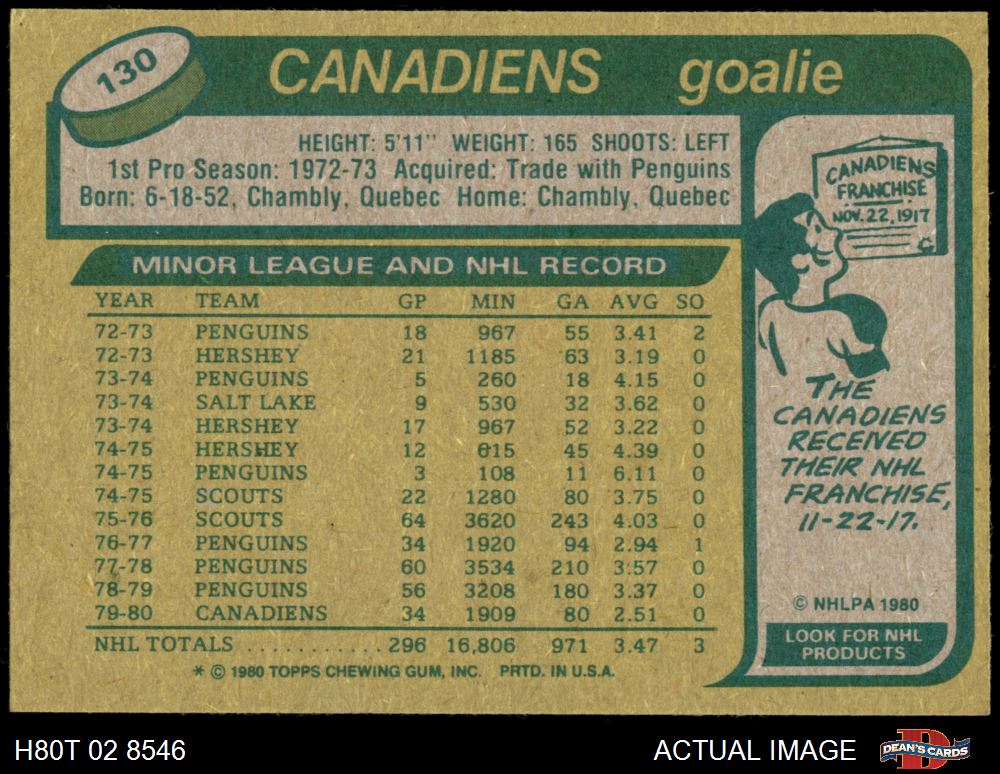 130
CANADIENS goalie
HEIGHT: 5'11" WEIGHT: 165 SHOOTS: LEFT
1st Pro Season: 1972-73 Acquired: Trade with Penguins
Born: 6-18-52, Chambly, Quebec Home: Chambly, Quebec
MINOR LEAGUE AND NHL RECORD
YEAR TEAM GP MIN GA AVG SO
72-73 PENGUINS 18 967 55 3.41 2
72-73 HERSHEY 21 1185 63 3.19 0
73-74 PENGUINS 5 260 18 4.15 0
73-74 SALT LAKE 9 530 32 3.62 0
73-74 HERSHEY 17 967 52 3.22 0
74-75 HERSHEY 12 615 45 4.39 0
74-75 PENGUINS 3 108 11 6.11 0
74-75 SCOUTS 22 1280 80 3.75 0
75-76 SCOUTS 64 3620 243 4.03 0
76-77 PENGUINS 34 1920 94 2.94 1
77-78 PENGUINS 60 3534 210 3.57 0
78-79 PENGUINS 56 3208 180 3.37 0
79-80 CANADIENS 34 1909 80 2.51 0
NHL TOTALS ............ 296 16,806 971 3.47 3
* © 1980 TOPPS CHEWING GUM, INC. PRTD. IN U.S.A.
CANADIENS
FRANCHISE
NOV. 22, 1917
THE
CANADIENS
RECEIVED
THEIR NHL
FRANCHISE,
11-22-17.
© NHLPA 1980
LOOK FOR NHL
PRODUCTS
H80T 02 8546 ACTUAL IMAGE
DEAN'S CARDS